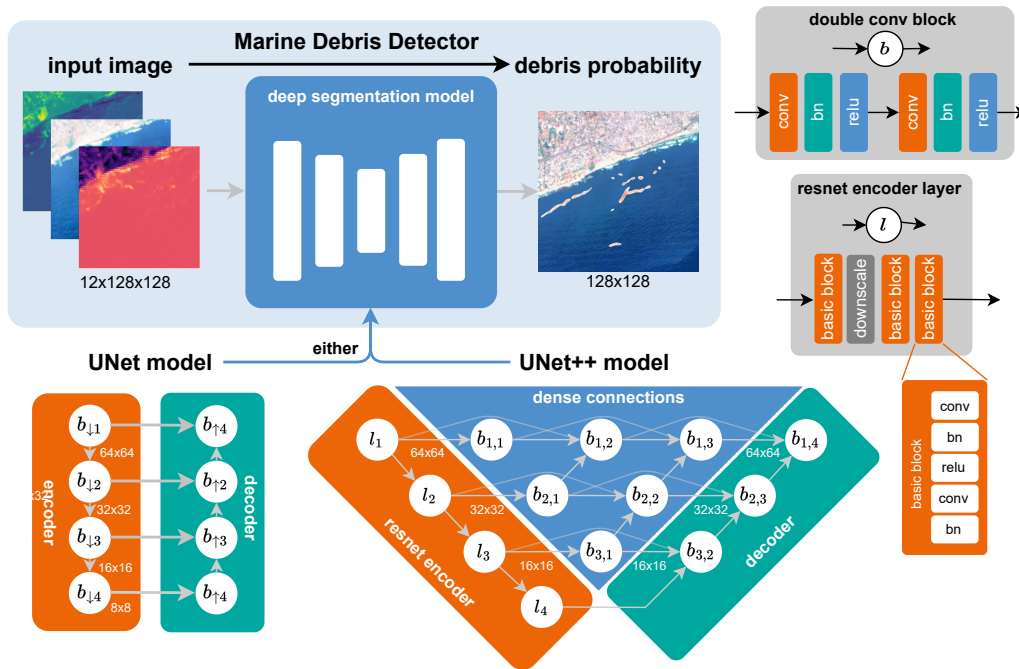 Marine Debris Detector
input image
debris probability
deep segmentation model
12x128x128
128x128
double conv block
b
conv
bn
relu
conv
bn
relu
resnet encoder layer
l
basic block
downscale
basic block
basic block
basic block
conv
bn
relu
conv
bn
UNet model
either
UNet++ model
encoder
b↓1
64x64
b↓2
32x32
b↓3
16x16
b↓4
8x8
decoder
b↑4
b↑2
b↑3
b↑4
dense connections
resnet encoder
decoder
l1
b1,1
b1,2
b1,3
b1,4
64x64
64x64
l2
b2,1
b2,2
b2,3
32x32
32x32
l3
b3,1
b3,2
16x16
16x16
l4